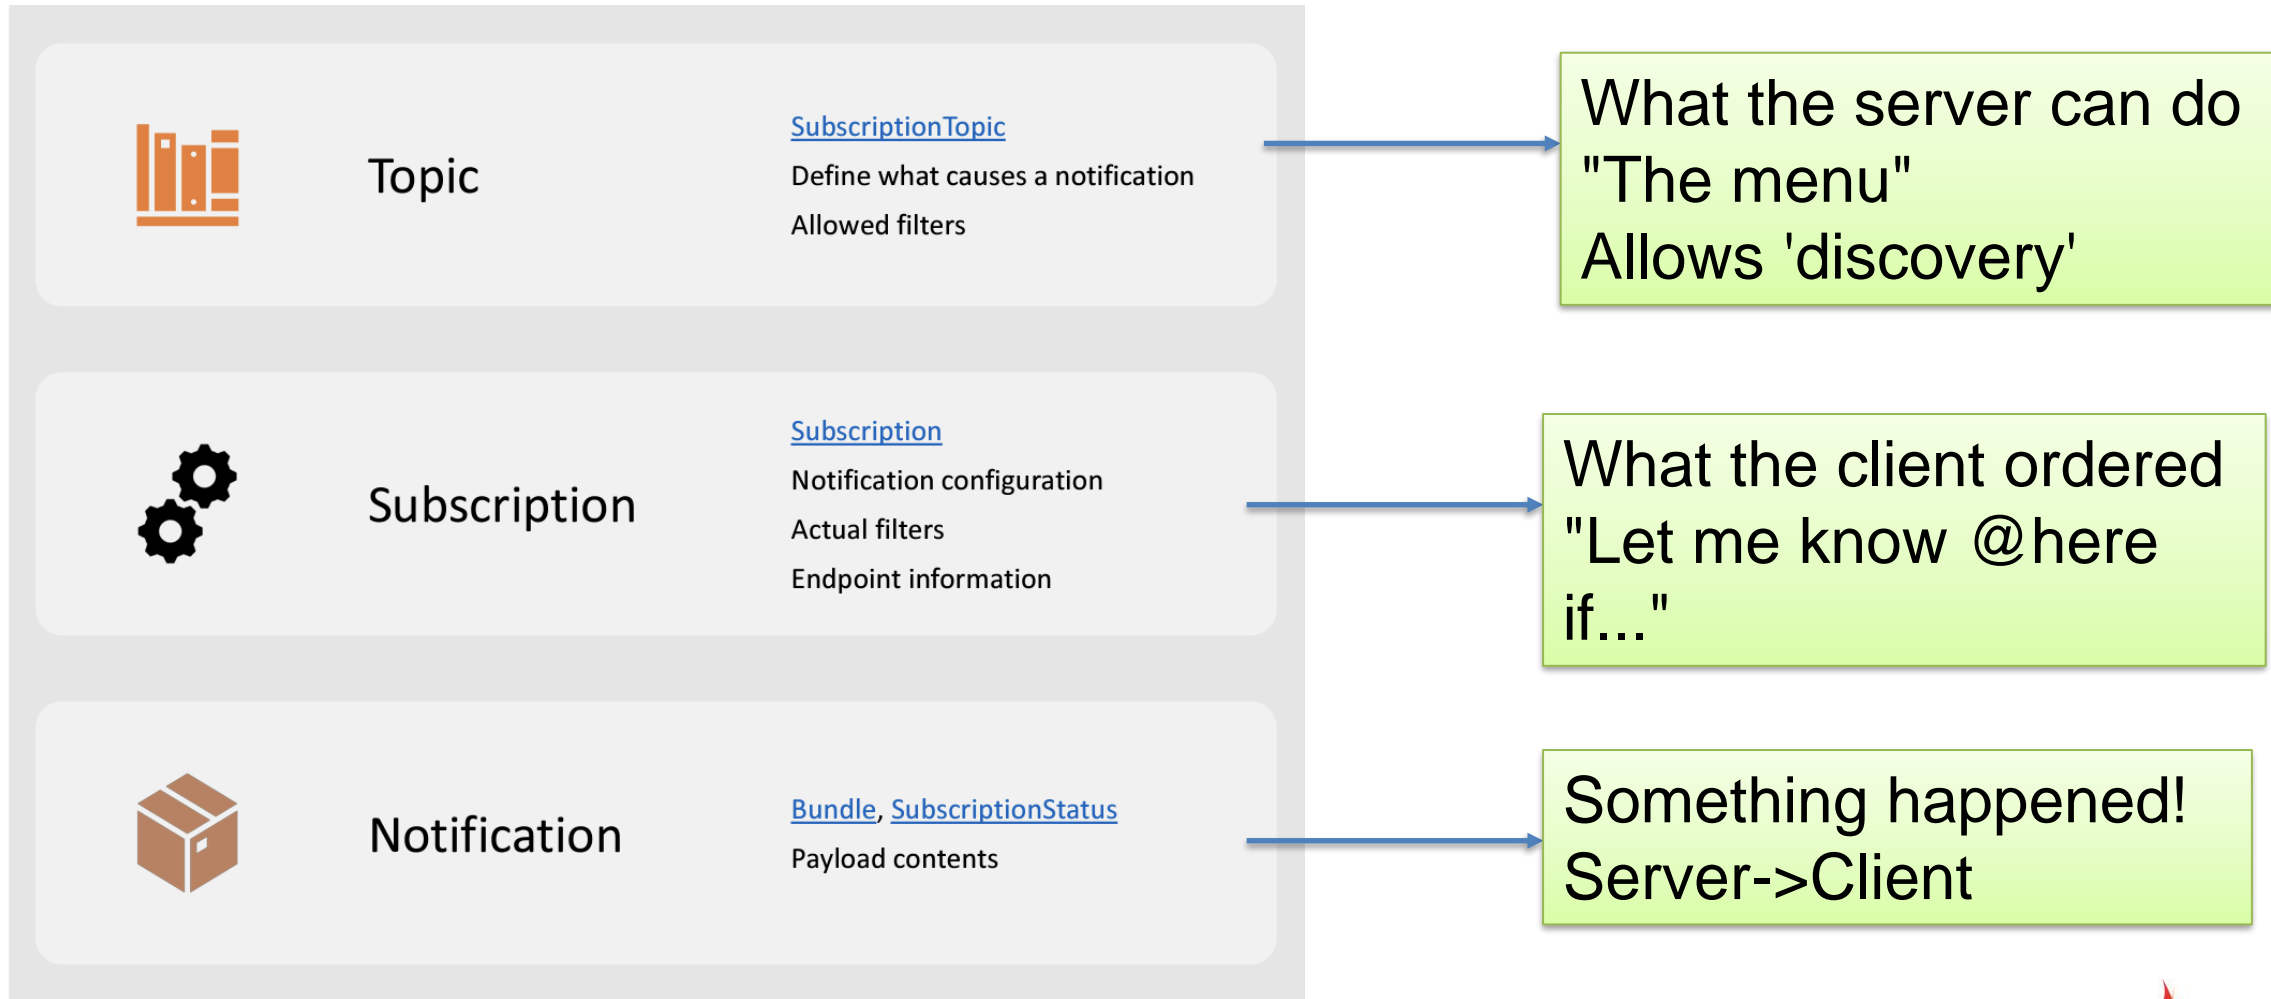 Topic
SubscriptionTopic
Define what causes a notification
Allowed filters
What the server can do
"The menu"
Allows 'discovery'
Subscription
Subscription
Notification configuration
Actual filters
Endpoint information
What the client ordered
"Let me know @here
if..."
Notification
Bundle, SubscriptionStatus
Payload contents
Something happened!
Server->Client